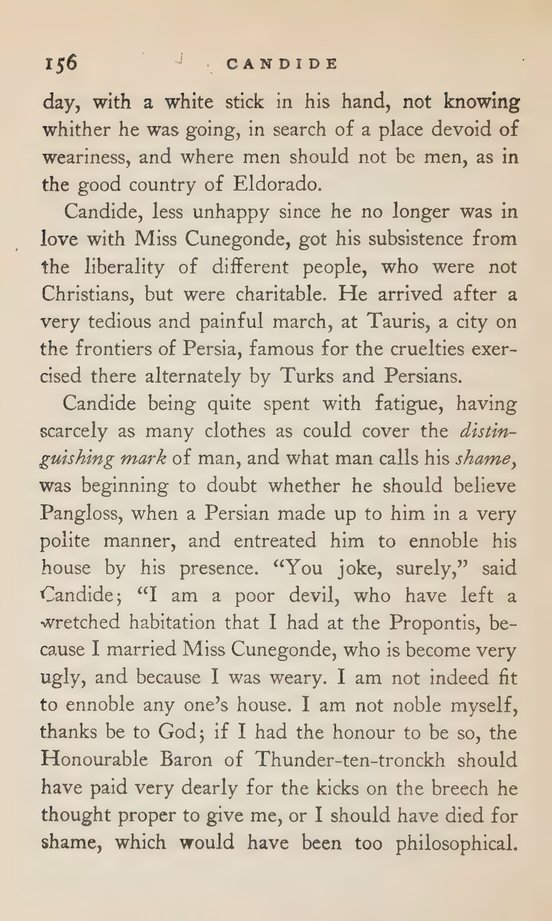 156 CANDIDE
day, with a white stick in his hand, not knowing
whither he was going, in search of a place devoid of
weariness, and where men should not be men, as in
the good country of Eldorado.
Candide, less unhappy since he no longer was in
love with Miss Cunegonde, got his subsistence from
the liberality of different people, who were not
Christians, but were charitable. He arrived after a
very tedious and painful march, at Tauris, a city on
the frontiers of Persia, famous for the cruelties exer-
cised there alternately by Turks and Persians.
Candide being quite spent with fatigue, having
scarcely as many clothes as could cover the distin-
guishing mark of man, and what man calls his shame,
was beginning to doubt whether he should believe
Pangloss, when a Persian made up to him in a very
polite manner, and entreated him to ennoble his
house by his presence. “You joke, surely,” said
Candide; “I am a poor devil, who have left a
wretched habitation that I had at the Propontis, be-
cause I married Miss Cunegonde, who is become very
ugly, and because I was weary. I am not indeed fit
to ennoble any one’s house. I am not noble myself,
thanks be to God; if I had the honour to be so, the
Honourable Baron of Thunder-ten-tronckh should
have paid very dearly for the kicks on the breech he
thought proper to give me, or I should have died for
shame, which would have been too philosophical.